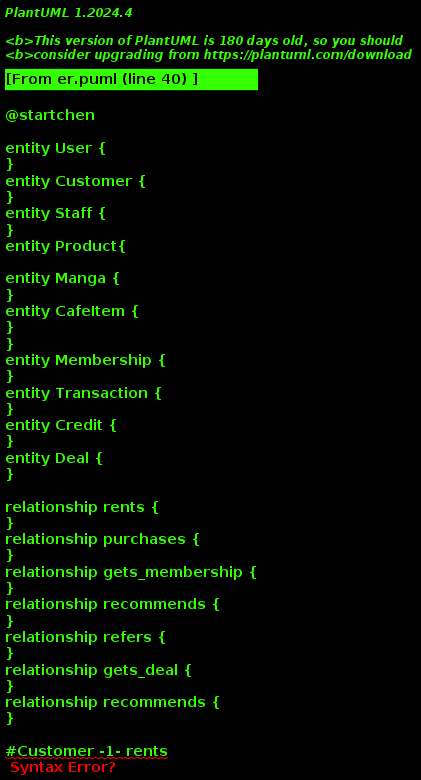 PlantUML 1.2024.4
<b>This version of PlantUML is 180 days old, so you should
<b>consider upgrading from https://plantuml.com/download
[From er.puml (line 40) ]
@startchen
entity User {
}
entity Customer {
}
entity Staff {
}
entity Product{
entity Manga {
}
entity CafeItem {
}
}
entity Membership {
}
entity Transaction {
}
entity Credit {
}
entity Deal {
}
relationship rents {
}
relationship purchases {
}
relationship gets_membership {
}
relationship recommends {
}
relationship refers {
}
relationship gets_deal {
}
relationship recommends {
}
#Customer -1- rents
Syntax Error?